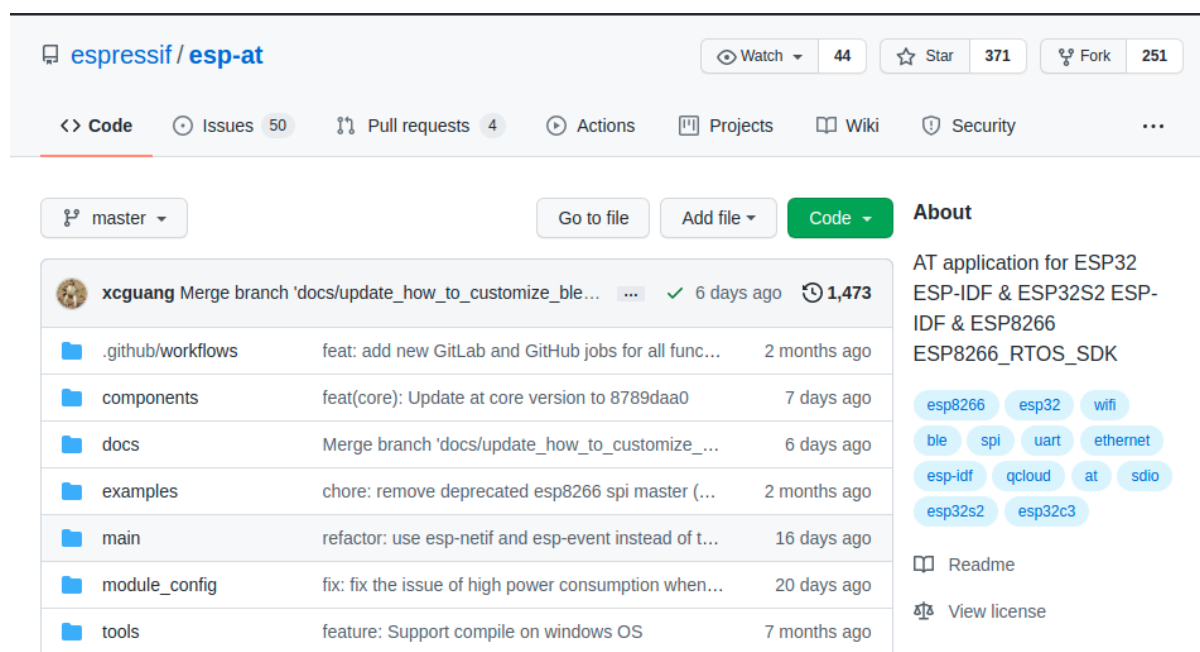 espressif / esp-at
Watch 44 Star 371 Fork 251
Code Issues 50 Pull requests 4 Actions Projects Wiki Security ...
master Go to file Add file Code
xcguang Merge branch 'docs/update_how_to_customize_ble… ... 6 days ago 1,473
.github/workflows feat: add new GitLab and GitHub jobs for all func… 2 months ago
components feat(core): Update at core version to 8789daa0 7 days ago
docs Merge branch 'docs/update_how_to_customize_… 6 days ago
examples chore: remove deprecated esp8266 spi master (… 2 months ago
main refactor: use esp-netif and esp-event instead of t… 16 days ago
module_config fix: fix the issue of high power consumption when… 20 days ago
tools feature: Support compile on windows OS 7 months ago
About
AT application for ESP32
ESP-IDF & ESP32S2 ESP-
IDF & ESP8266
ESP8266_RTOS_SDK
esp8266 esp32 wifi
ble spi uart ethernet
esp-idf qcloud at sdio
esp32s2 esp32c3
Readme
View license